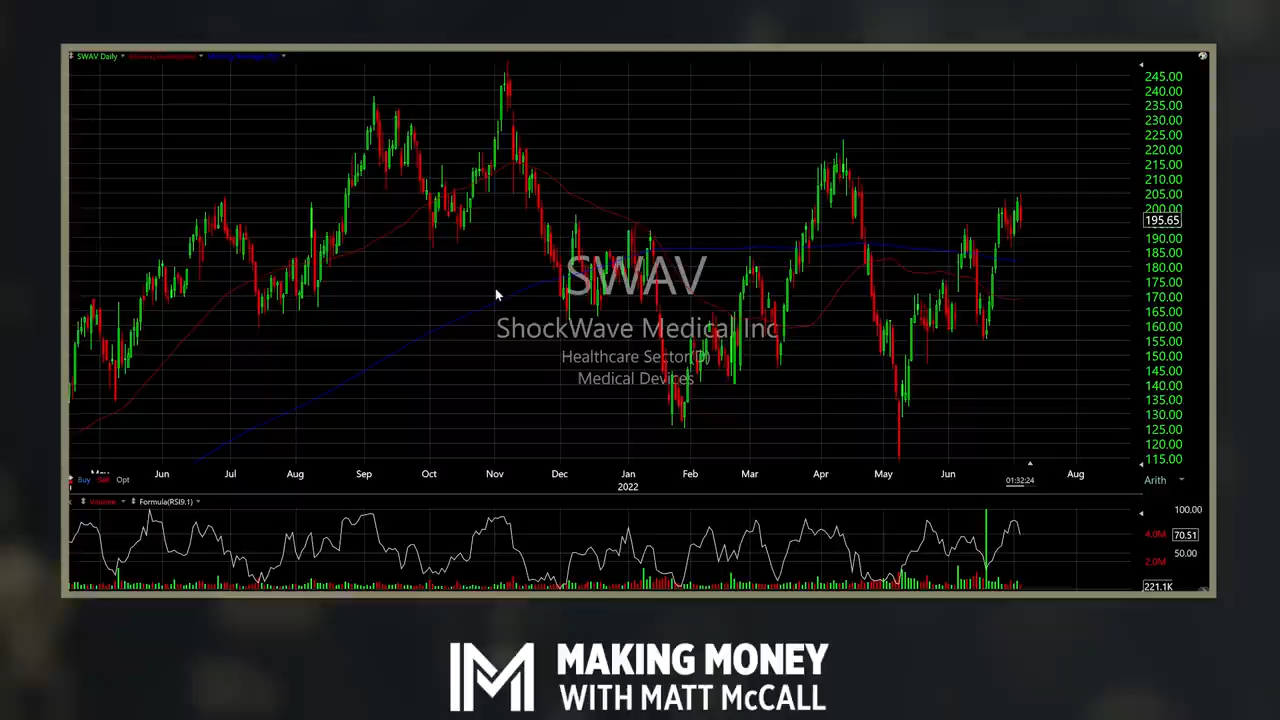 SWAV Daily
245.00
240.00
235.00
230.00
225.00
220.00
215.00
210.00
205.00
200.00
195.65
190.00
185.00
180.00
175.00
170.00
165.00
160.00
155.00
150.00
145.00
140.00
135.00
130.00
125.00
120.00
115.00
SWAV
ShockWave Medical Inc
Healthcare Sector(D)
Medical Devices
May Jun Jul Aug Sep Oct Nov Dec Jan Feb Mar Apr May Jun Aug
2022
Buy Sell Opt
01:32:24
Arith
Volume Formula(RSI9.1)
100.00
4.0M 70.51
50.00
2.0M
221.1K
M MAKING MONEY
WITH MATT McCALL